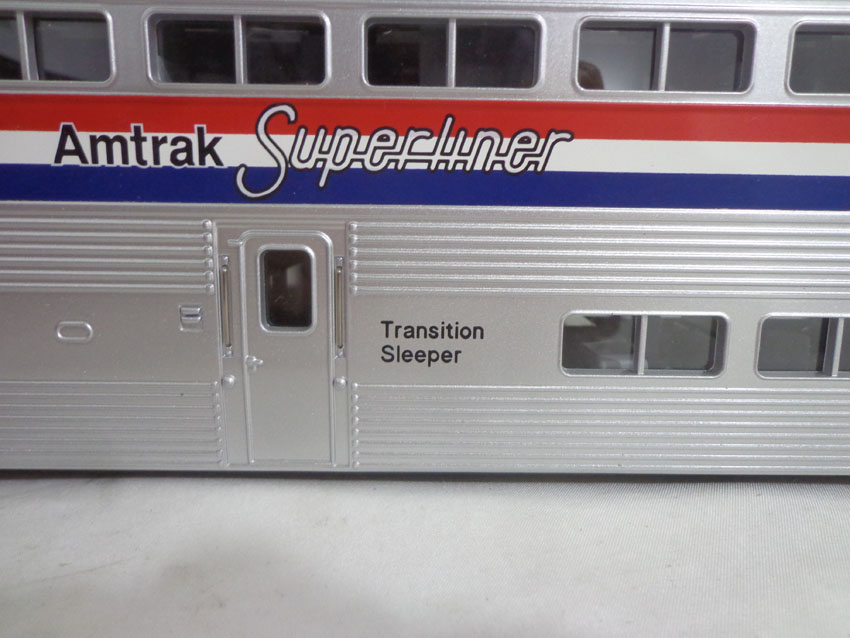 Amtrak Superliner
Transition
Sleeper